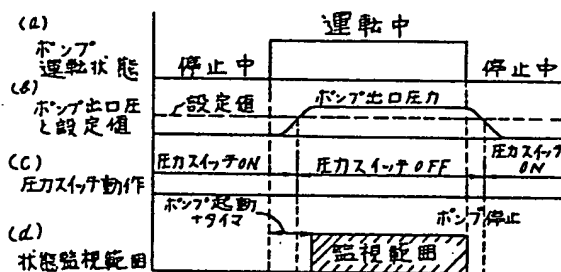 (a)
ポンプ
運転状態
停止中
運転中
停止中
(b)
ポンプ出口圧
と設定値
設定値
ポンプ出口圧力
(c)
圧力スイッチ動作
圧力スイッチON
圧力スイッチOFF
圧力スイッチ
ON
(d)
状態監視範囲
ポンプ起動
+タイマ
監視範囲
ポンプ停止